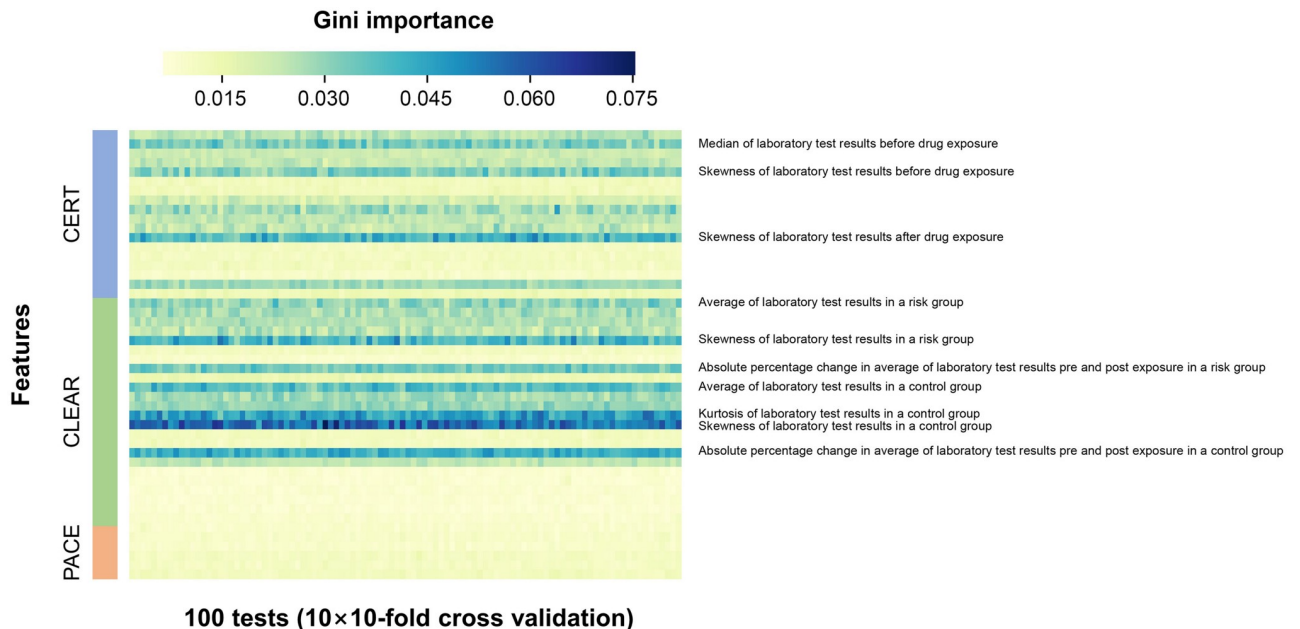 Gini importance
0.015 0.030 0.045 0.060 0.075
Features
CERT
CLEAR
PACE
Median of laboratory test results before drug exposure
Skewness of laboratory test results before drug exposure
Skewness of laboratory test results after drug exposure
Average of laboratory test results in a risk group
Skewness of laboratory test results in a risk group
Absolute percentage change in average of laboratory test results pre and post exposure in a risk group
Average of laboratory test results in a control group
Kurtosis of laboratory test results in a control group
Skewness of laboratory test results in a control group
Absolute percentage change in average of laboratory test results pre and post exposure in a control group
100 tests (10×10-fold cross validation)